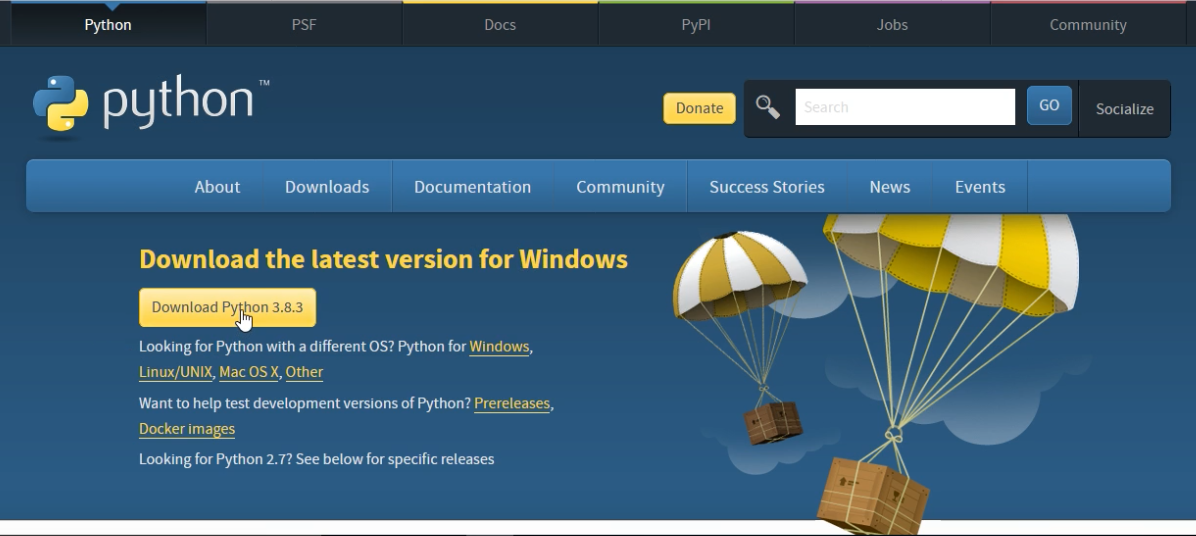 Python PSF Docs PyPI Jobs Community
python™
Donate Search GO Socialize
About Downloads Documentation Community Success Stories News Events
Download the latest version for Windows
Download Python 3.8.3
Looking for Python with a different OS? Python for Windows,
Linux/UNIX, Mac OS X, Other
Want to help test development versions of Python? Prereleases,
Docker images
Looking for Python 2.7? See below for specific releases